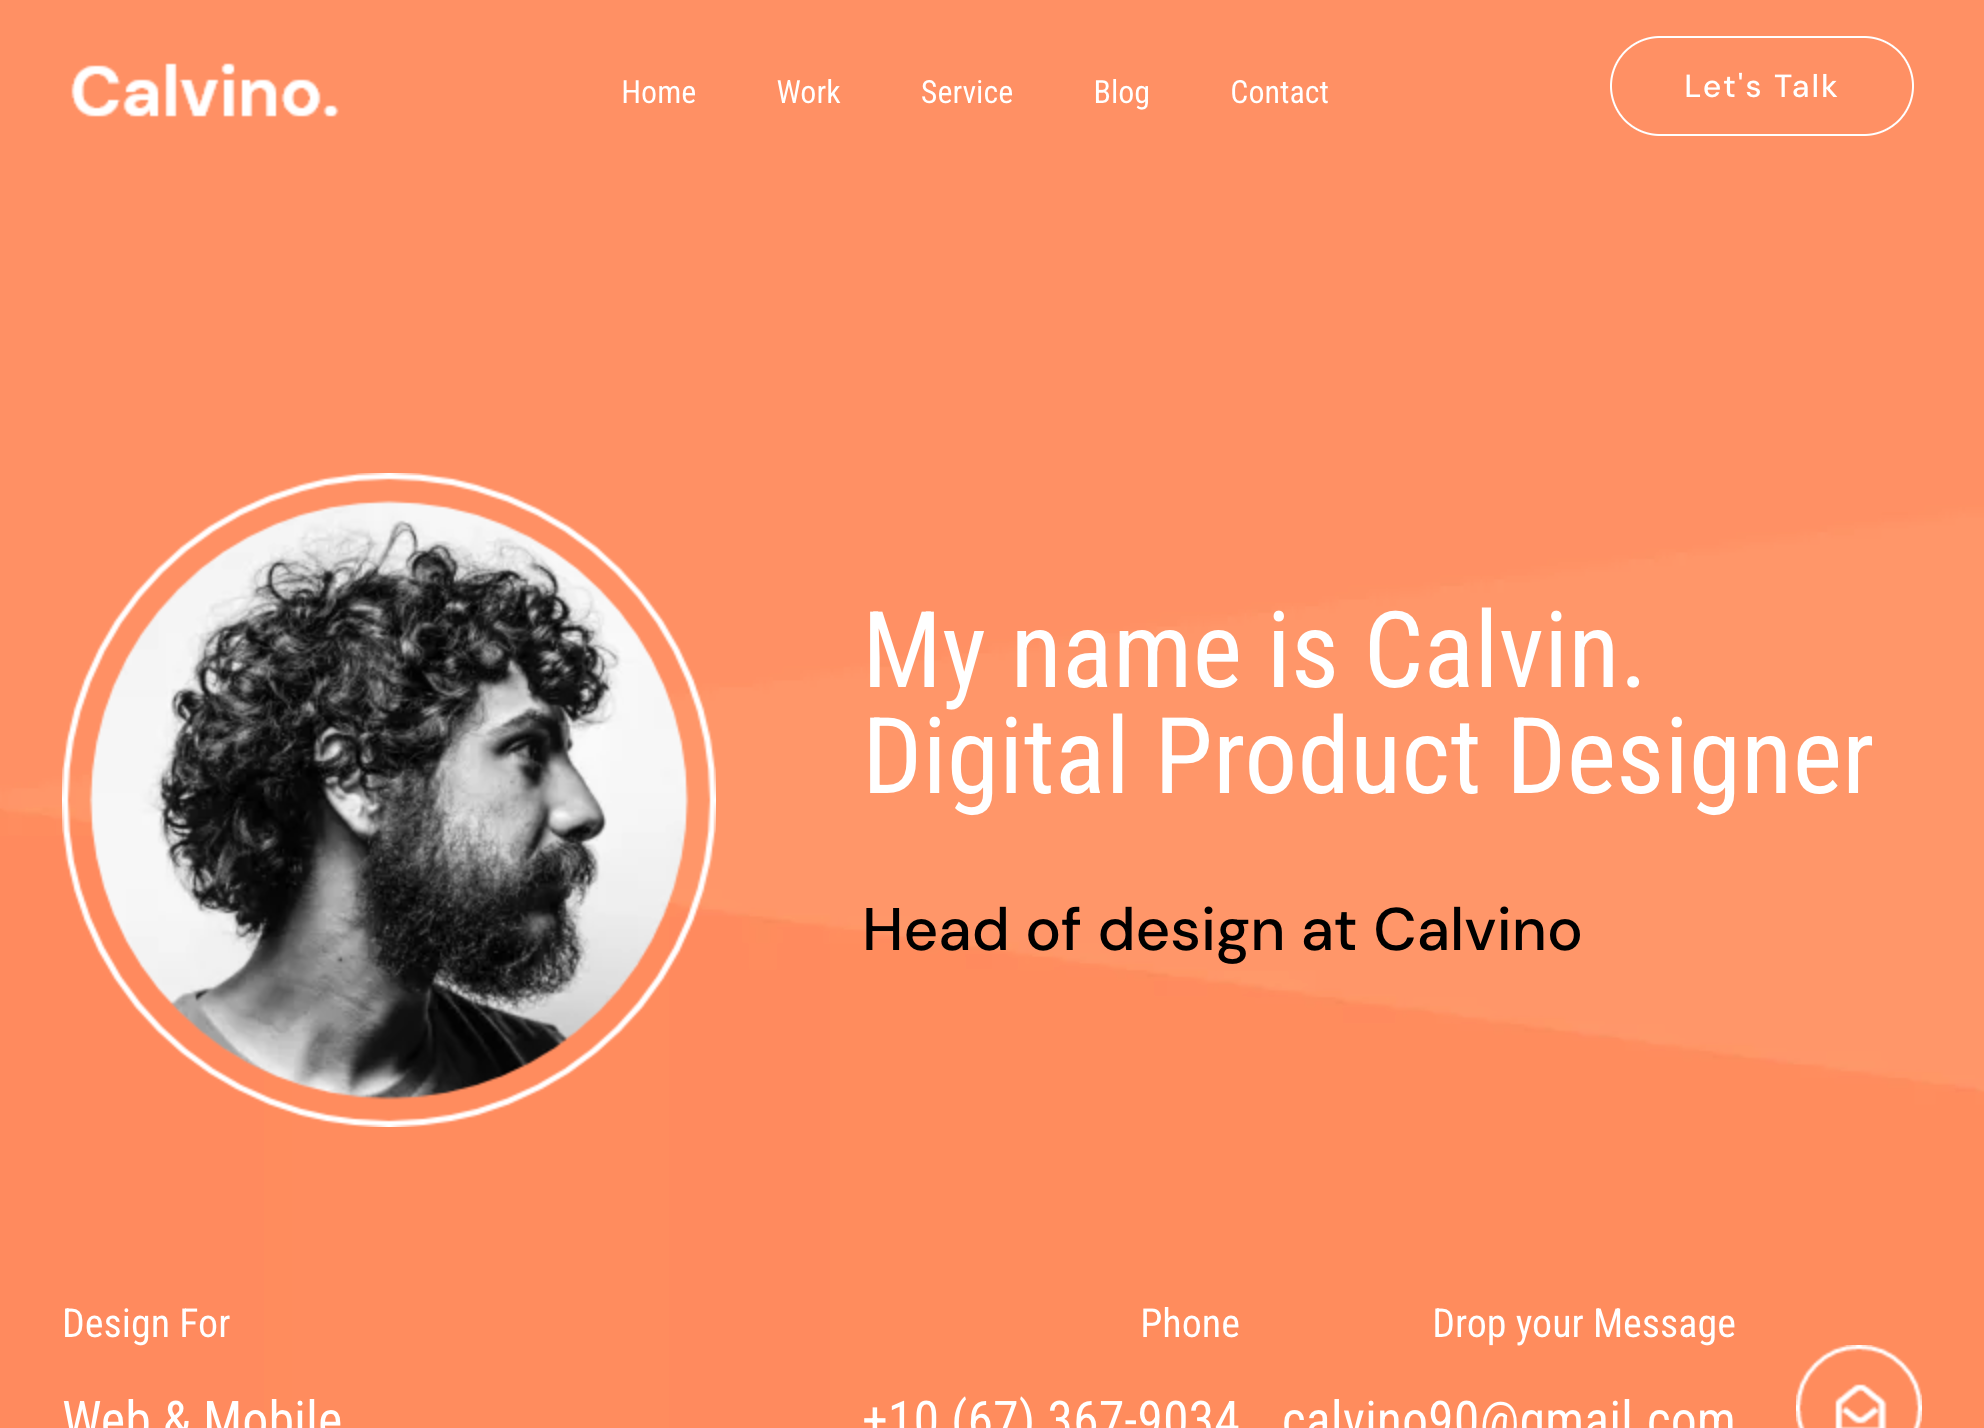 Calvino.
Home Work Service Blog Contact
Let's Talk
My name is Calvin.
Digital Product Designer
Head of design at Calvino
Design For
Phone
Drop your Message
Web & Mobile
+10 (67) 367-9034
calvino90@gmail.com